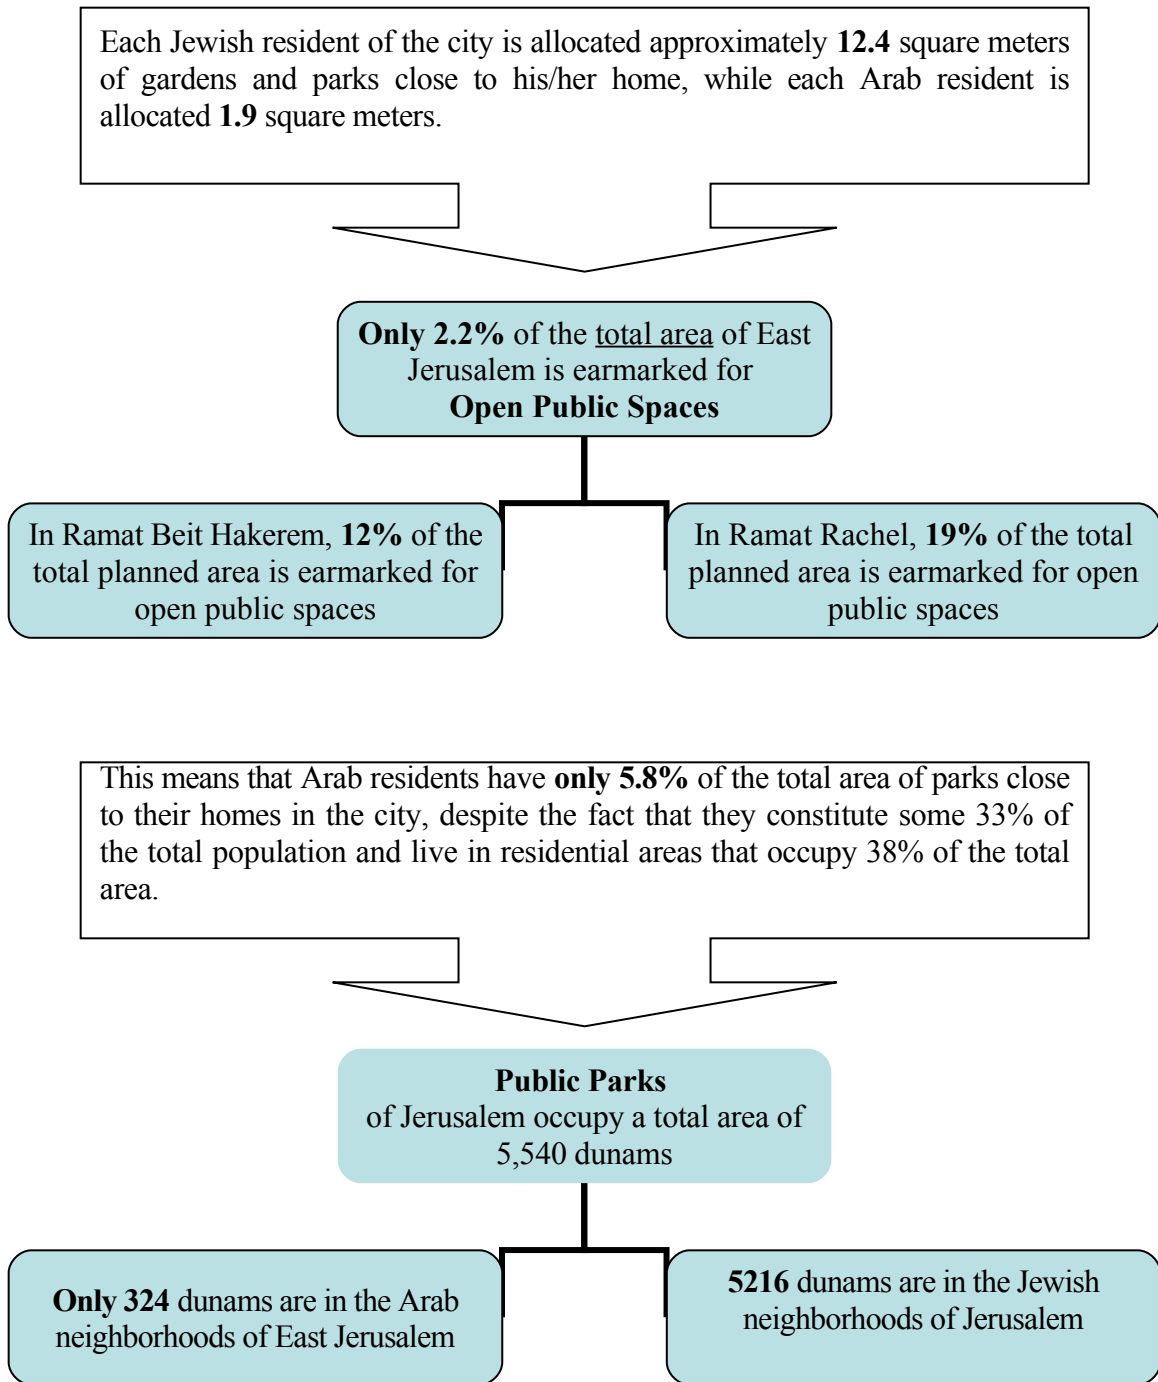 Each Jewish resident of the city is allocated approximately 12.4 square meters
of gardens and parks close to his/her home, while each Arab resident is
allocated 1.9 square meters.
Only 2.2% of the total area of East
Jerusalem is earmarked for
Open Public Spaces
In Ramat Beit Hakerem, 12% of the
total planned area is earmarked for
open public spaces
In Ramat Rachel, 19% of the total
planned area is earmarked for open
public spaces
This means that Arab residents have only 5.8% of the total area of parks close
to their homes in the city, despite the fact that they constitute some 33% of
the total population and live in residential areas that occupy 38% of the total
area.
Public Parks
of Jerusalem occupy a total area of
5,540 dunams
Only 324 dunams are in the Arab
neighborhoods of East Jerusalem
5216 dunams are in the Jewish
neighborhoods of Jerusalem